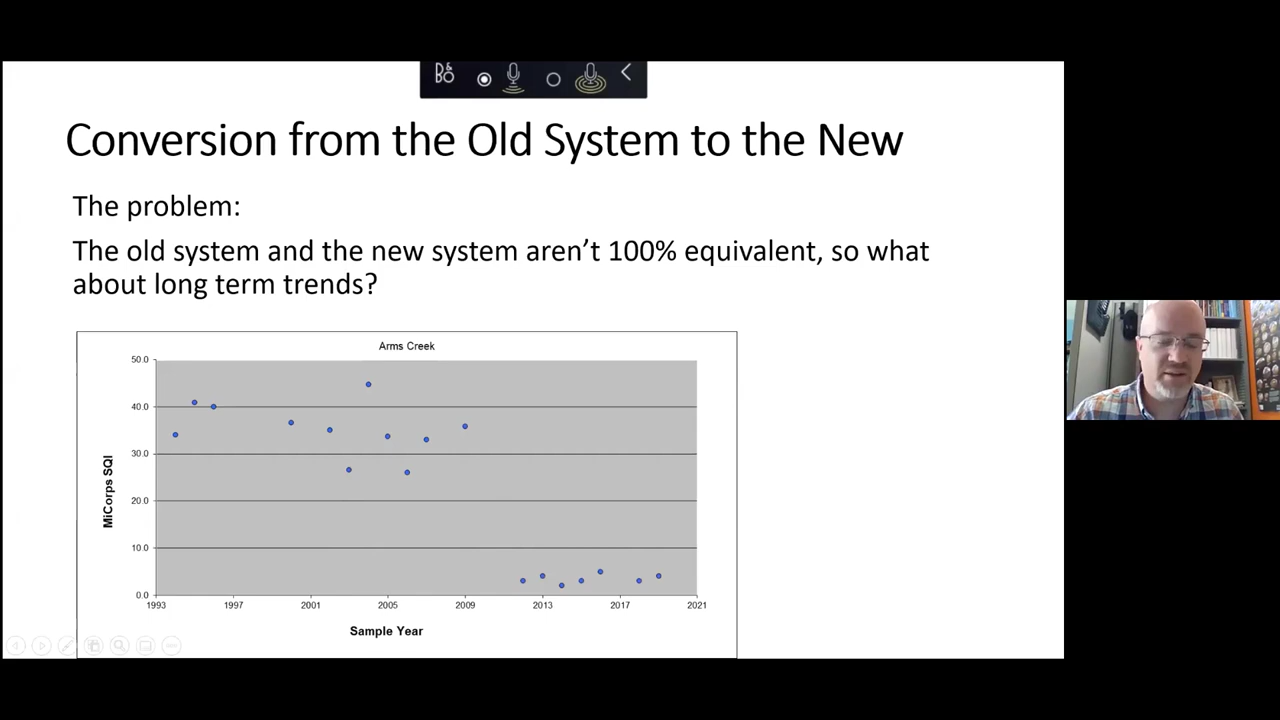 B&O
Conversion from the Old System to the New
The problem:
The old system and the new system aren't 100% equivalent, so what
about long term trends?
Arms Creek
50.0
40.0
30.0
20.0
10.0
0.0
MiCorps SQI
1993 1997 2001 2005 2009 2013 2017 2021
Sample Year